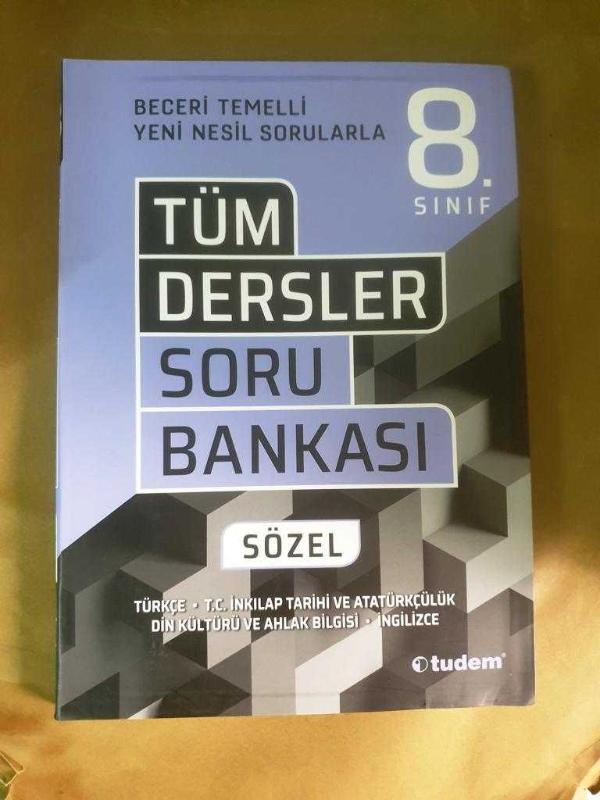 BECERİ TEMELLİ
YENİ NESİL SORULARLA
8.
SINIF
TÜM
DERSLER
SORU
BANKASI
SÖZEL
TÜRKÇE • T.C. İNKILAP TARİHİ VE ATATÜRKÇÜLÜK
DİN KÜLTÜRÜ VE AHLAK BİLGİSİ • İNGİLİZCE
tudem®